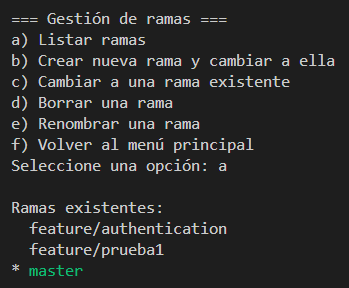 === Gestión de ramas ===
a) Listar ramas
b) Crear nueva rama y cambiar a ella
c) Cambiar a una rama existente
d) Borrar una rama
e) Renombrar una rama
f) Volver al menú principal
Seleccione una opción: a

Ramas existentes:
  feature/authentication
  feature/prueba1
* master